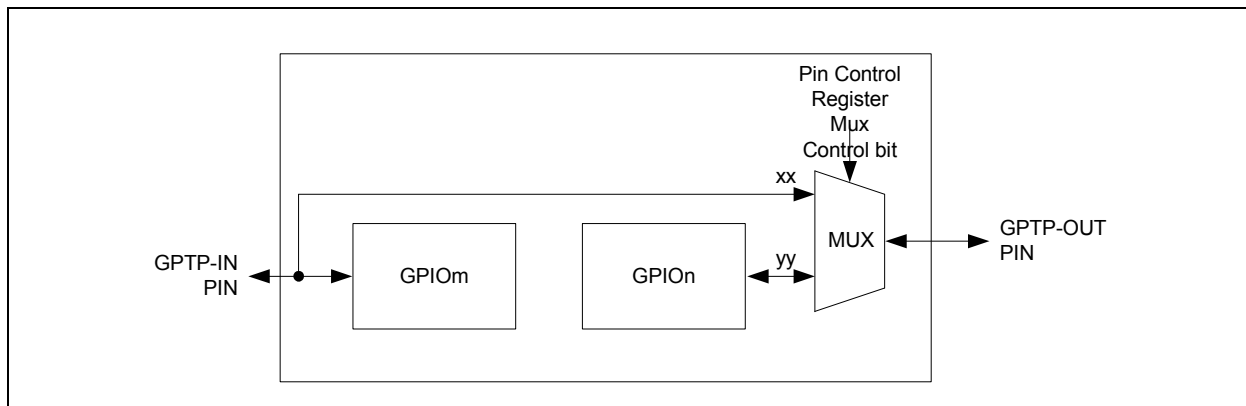 Pin Control
Register
Mux
Control bit
xx
GPTP-IN
PIN
GPIOm
GPIOn
yy
MUX
GPTP-OUT
PIN